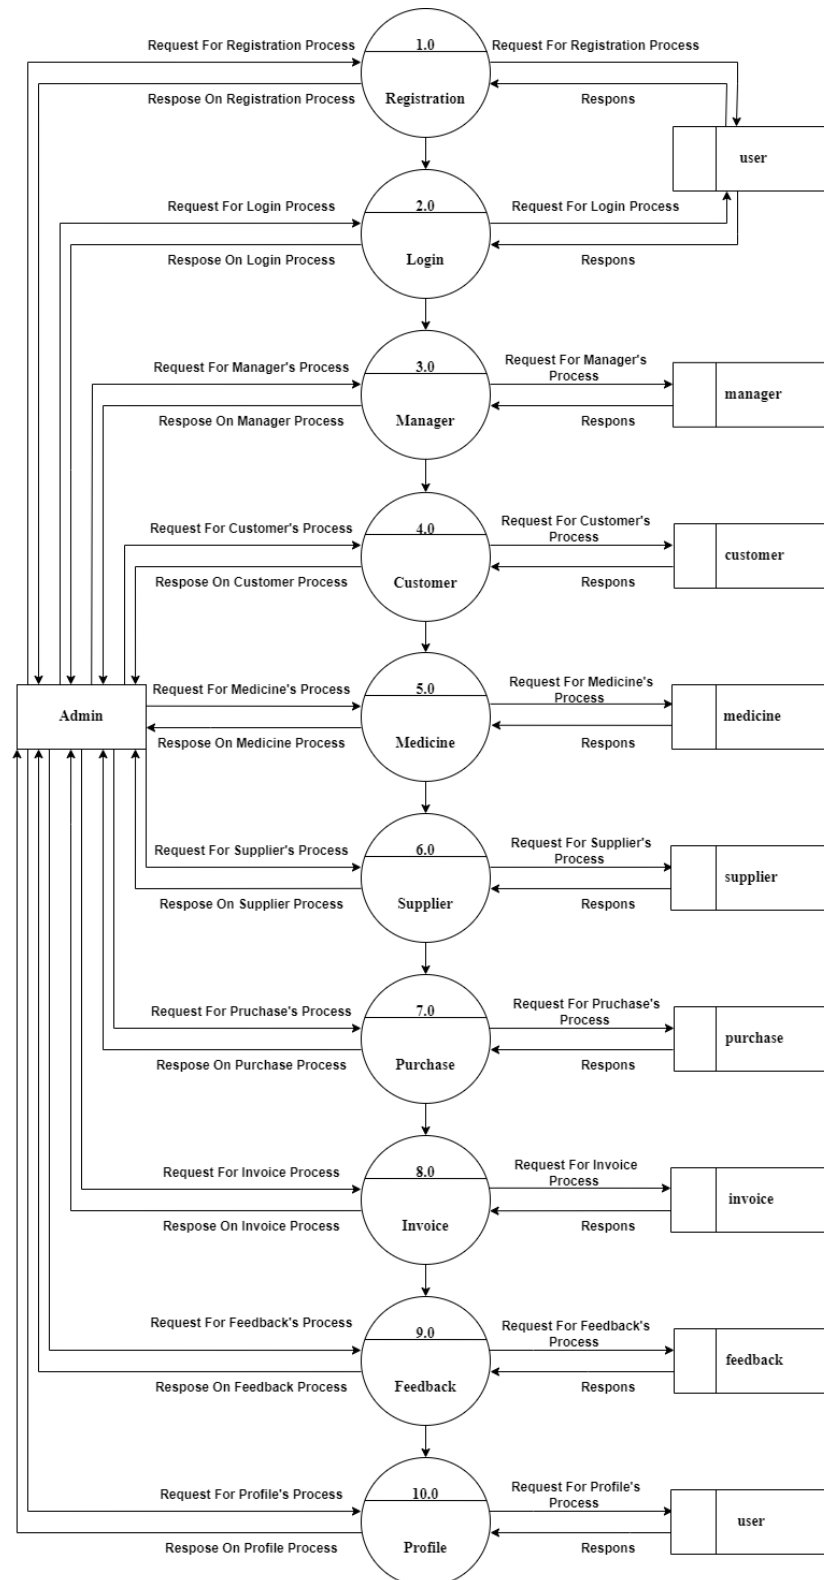 1.0
Request For Registration Process
Request For Registration Process
Respose On Registration Process
Registration
Respons
user
2.0
Request For Login Process
Request For Login Process
Respose On Login Process
Login
Respons
3.0
Request For Manager's Process
Request For Manager's
Process
manager
Respose On Manager Process
Manager
Respons
4.0
Request For Customer's Process
Request For Customer's
Process
customer
Respose On Customer Process
Customer
Respons
Admin
5.0
Request For Medicine's Process
Request For Medicine's
Process
medicine
Respose On Medicine Process
Medicine
Respons
6.0
Request For Supplier's Process
Request For Supplier's
Process
supplier
Respose On Supplier Process
Supplier
Respons
7.0
Request For Pruchase's Process
Request For Pruchase's
Process
purchase
Respose On Purchase Process
Purchase
Respons
8.0
Request For Invoice Process
Request For Invoice
Process
invoice
Respose On Invoice Process
Invoice
Respons
9.0
Request For Feedback's Process
Request For Feedback's
Process
feedback
Respose On Feedback Process
Feedback
Respons
10.0
Request For Profile's Process
Request For Profile's
Process
user
Respose On Profile Process
Profile
Respons